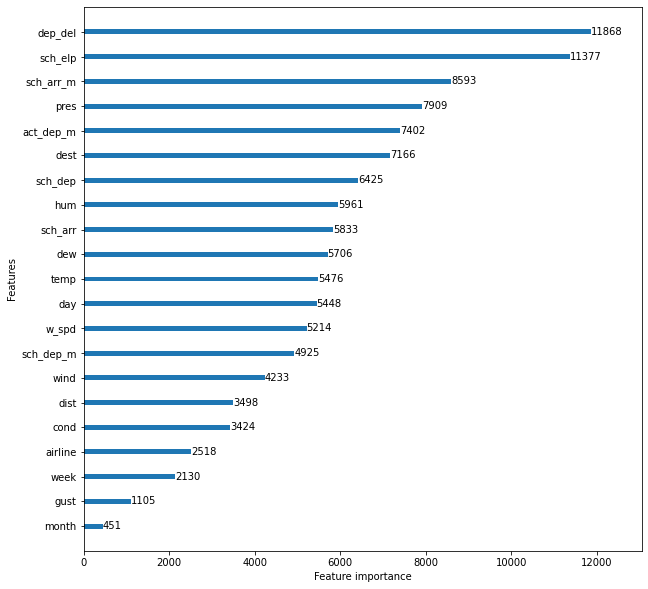 dep_del 11868
sch_elp 11377
sch_arr_m 8593
pres 7909
act_dep_m 7402
dest 7166
sch_dep 6425
hum 5961
sch_arr 5833
dew 5706
temp 5476
day 5448
w_spd 5214
sch_dep_m 4925
wind 4233
dist 3498
cond 3424
airline 2518
week 2130
gust 1105
month 451
Features
0 2000 4000 6000 8000 10000 12000
Feature importance